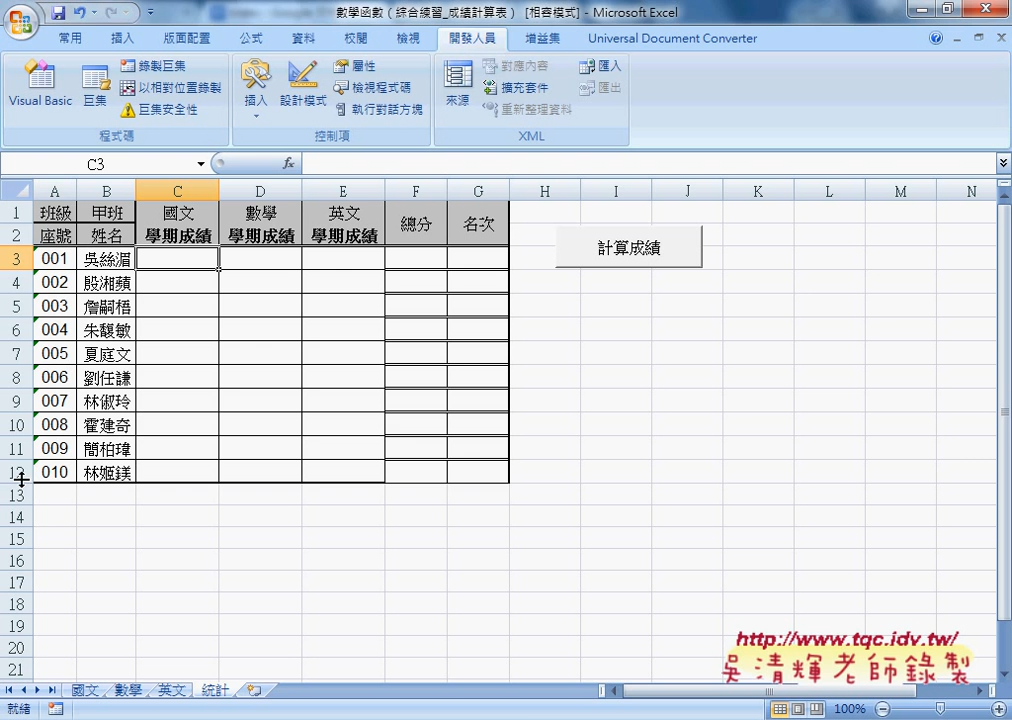 數學函數（綜合練習_成績計算表） [相容模式] - Microsoft Excel
常用 插入 版面配置 公式 資料 校閱 檢視 開發人員 增益集 Universal Document Converter
Visual Basic 巨集 錄製巨集 以相對位置錄製 巨集安全性 程式碼
插入 設計模式 屬性 檢視程式碼 執行對話方塊 控制項
來源 對應內容 擴充套件 重新整理資料 匯入 匯出 XML
C3 fx
A B C D E F G H I J K L M N
1 班級 甲班 國文 數學 英文 總分 名次
2 座號 姓名 學期成績 學期成績 學期成績
計算成績
3 001 吳絲湄
4 002 殷湘蘋
5 003 詹嗣梧
6 004 朱馥敏
7 005 夏庭文
8 006 劉任謙
9 007 林俶玲
10 008 霍建奇
11 009 簡柏瑋
12 010 林姬鎂
13
14
15
16
17
18
19
20
21
http://www.tqc.idv.tw/
吳清輝老師錄製
國文 數學 英文 統計
就緒 100%